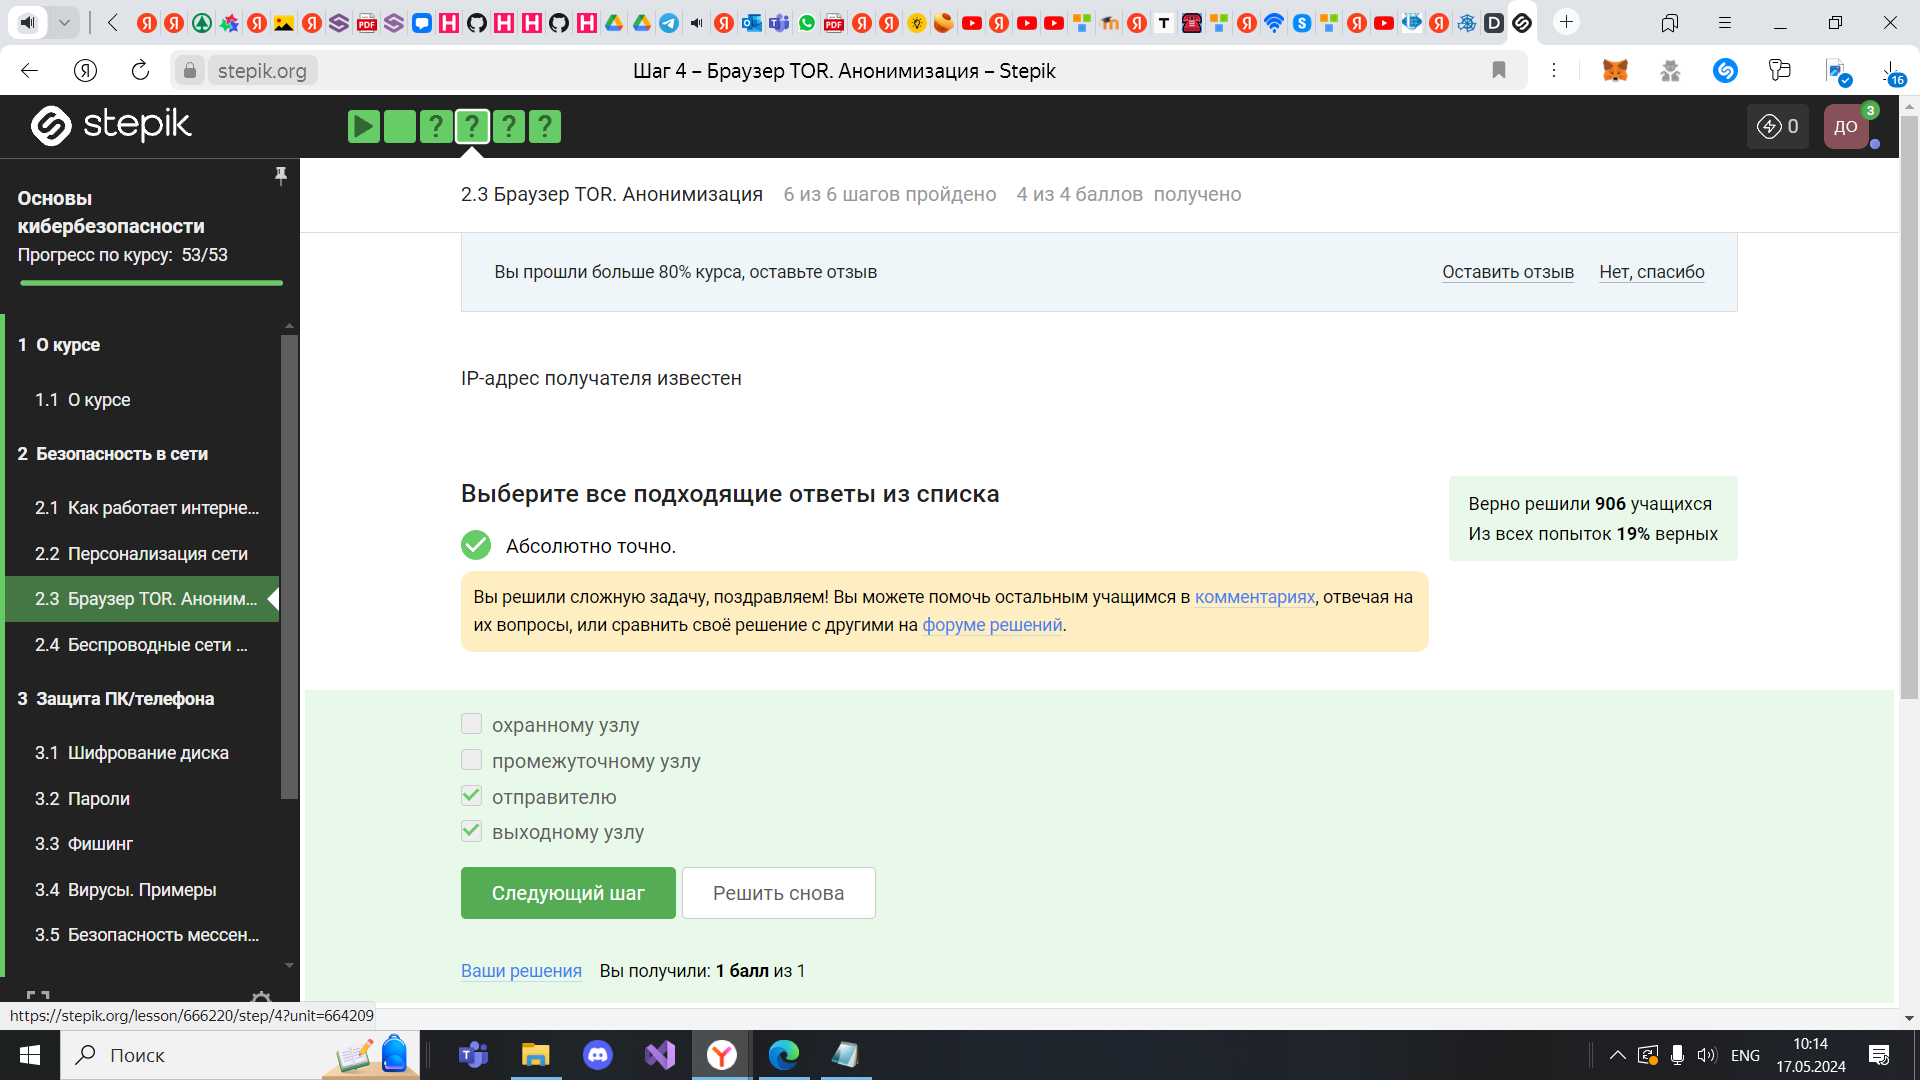 stepik.org
Шаг 4 – Браузер TOR. Анонимизация – Stepik
16
stepik
? ? ? ?
0
ДО
3
Основы
кибербезопасности
Прогресс по курсу: 53/53
2.3 Браузер TOR. Анонимизация 6 из 6 шагов пройдено 4 из 4 баллов получено
Вы прошли больше 80% курса, оставьте отзыв
Оставить отзыв
Нет, спасибо
1 О курсе
1.1 О курсе
2 Безопасность в сети
2.1 Как работает интерне...
2.2 Персонализация сети
2.3 Браузер TOR. Аноним...
2.4 Беспроводные сети ...
3 Защита ПК/телефона
3.1 Шифрование диска
3.2 Пароли
3.3 Фишинг
3.4 Вирусы. Примеры
3.5 Безопасность мессен...
IP-адрес получателя известен
Выберите все подходящие ответы из списка
Верно решили 906 учащихся
Из всех попыток 19% верных
Абсолютно точно.
Вы решили сложную задачу, поздравляем! Вы можете помочь остальным учащимся в комментариях, отвечая на
их вопросы, или сравнить своё решение с другими на форуме решений.
охранному узлу
промежуточному узлу
отправителю
выходному узлу
Следующий шаг
Решить снова
Ваши решения Вы получили: 1 балл из 1
https://stepik.org/lesson/666220/step/4?unit=664209
Поиск
ENG
10:14
17.05.2024